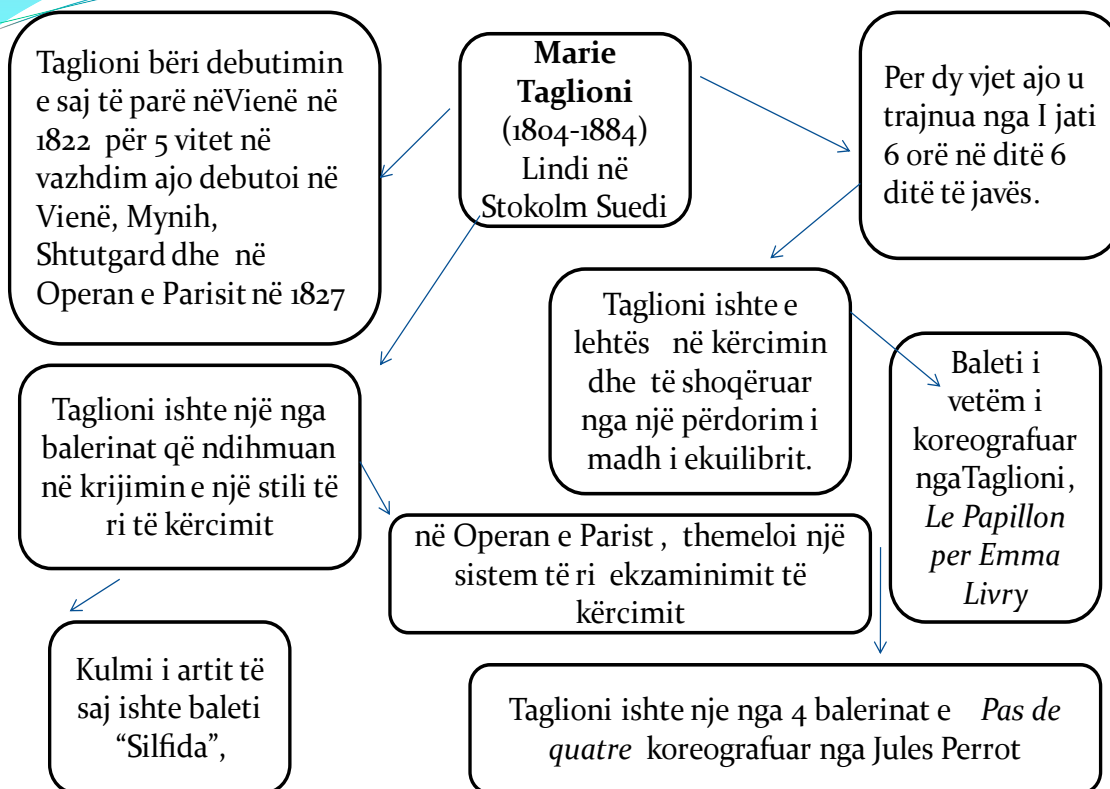 Marie
Taglioni
(1804-1884)
Lindi në
Stokolm Suedi
Taglioni bëri debutimin
e saj të parë nëVienë në
1822 për 5 vitet në
vazhdim ajo debutoi në
Vienë, Mynih,
Shtutgard dhe në
Operan e Parisit në 1827
Per dy vjet ajo u
trajnua nga I jati
6 orë në ditë 6
ditë të javës.
Taglioni ishte e
lehtës në kërcimin
dhe të shoqëruar
nga një përdorim i
madh i ekuilibrit.
Baleti i
vetëm i
koreografuar
ngaTaglioni,
Le Papillon
per Emma
Livry
Taglioni ishte një nga
balerinat që ndihmuan
në krijimin e një stili të
ri të kërcimit
në Operan e Parist , themeloi një
sistem të ri ekzaminimit të
kërcimit
Kulmi i artit të
saj ishte baleti
“Silfida”,
Taglioni ishte nje nga 4 balerinat e Pas de
quatre koreografuar nga Jules Perrot